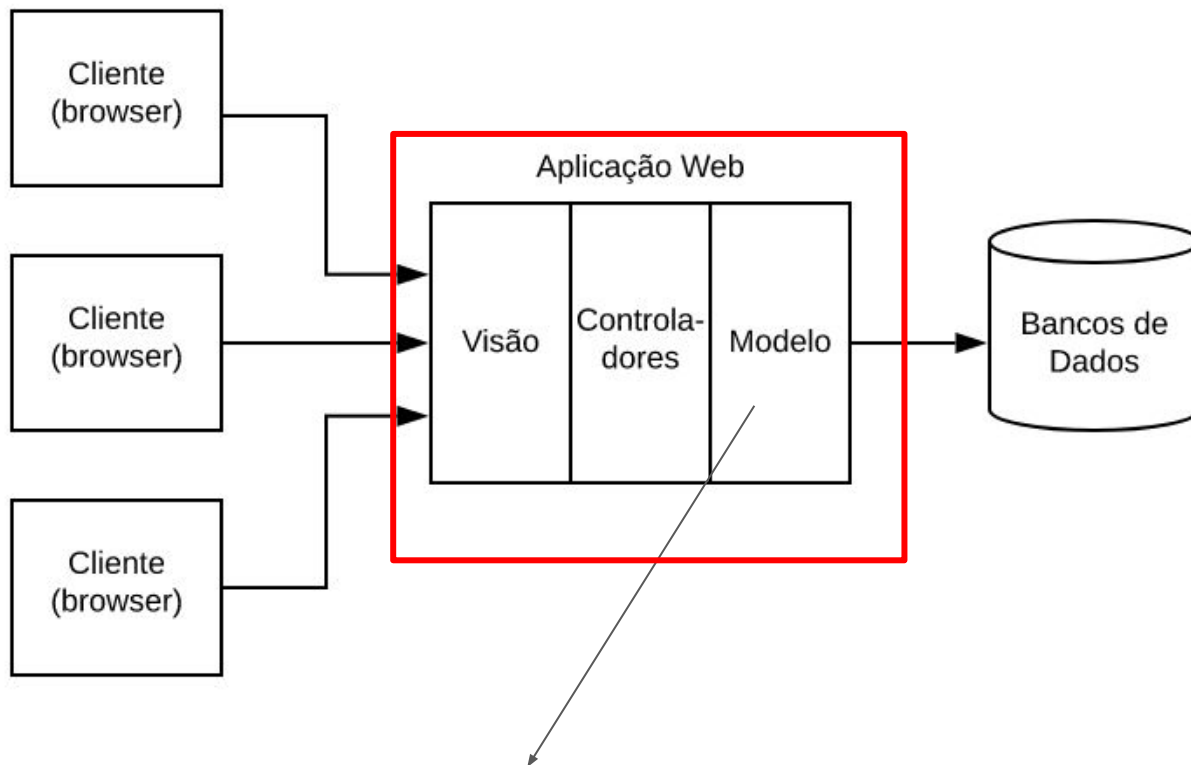 Cliente
(browser)
Aplicação Web
Cliente
(browser)
Visão
Controla-
dores
Modelo
Bancos de
Dados
Cliente
(browser)